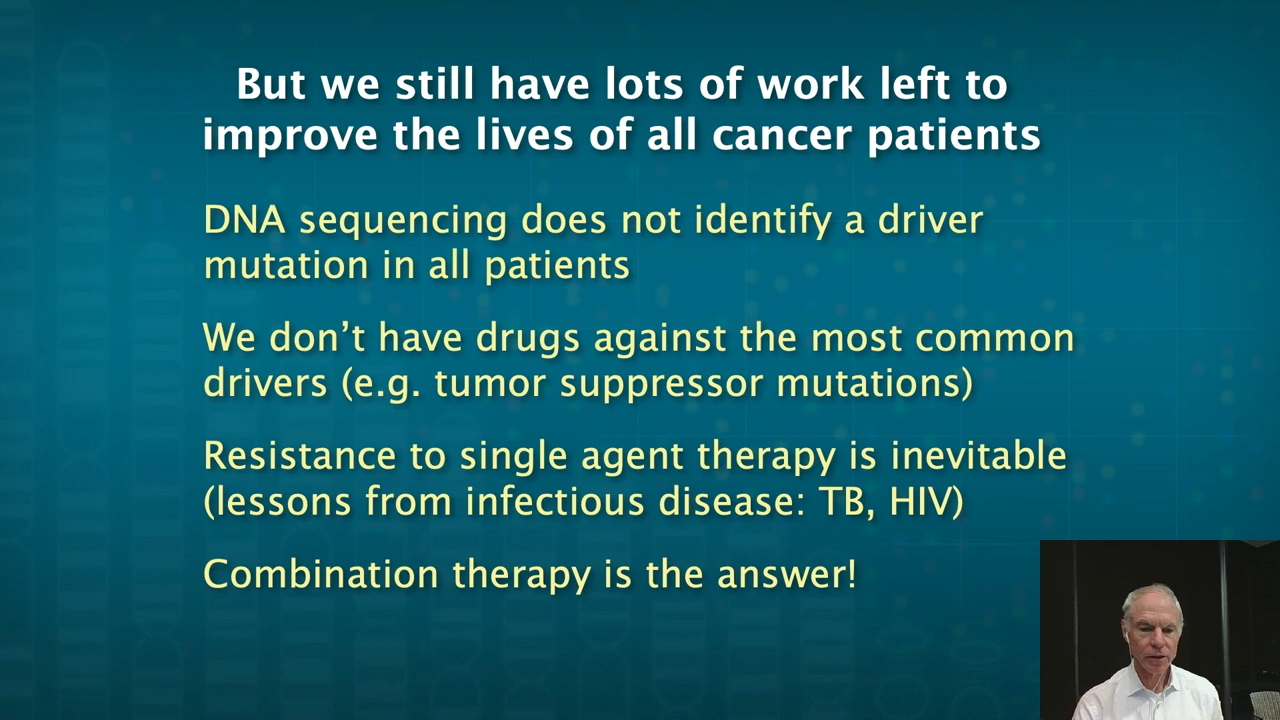 But we still have lots of work left to
improve the lives of all cancer patients
DNA sequencing does not identify a driver
mutation in all patients
We don’t have drugs against the most common
drivers (e.g. tumor suppressor mutations)
Resistance to single agent therapy is inevitable
(lessons from infectious disease: TB, HIV)
Combination therapy is the answer!